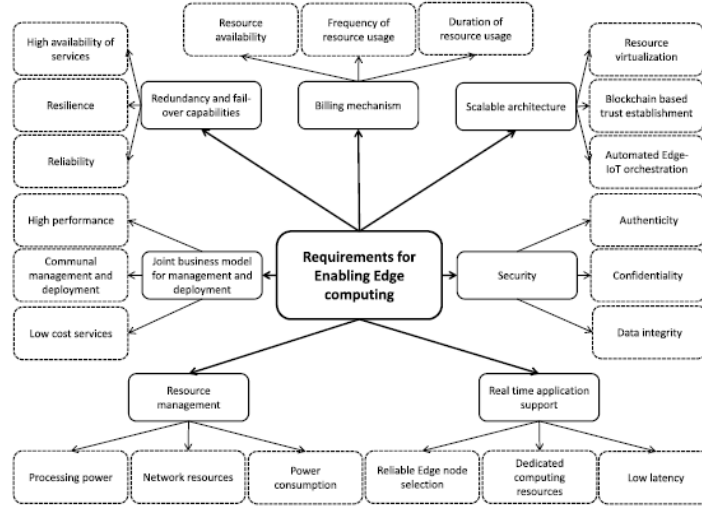 High availability of
services
Resource
availability
Frequency of
resource usage
Duration of
resource usage
Resource
virtualization
Resilience
Redundancy and fail-
over capabilities
Billing mechanism
Scalable architecture
Blockchain based
trust establishment
Reliability
Automated Edge-
IoT orchestration
High performance
Authenticity
Communal
management and
deployment
Joint business model
for management and
deployment
Requirements for
Enabling Edge
computing
Security
Confidentiality
Low cost services
Data integrity
Resource
management
Real time application
support
Processing power
Network resources
Power
consumption
Reliable Edge node
selection
Dedicated
computing
resources
Low latency